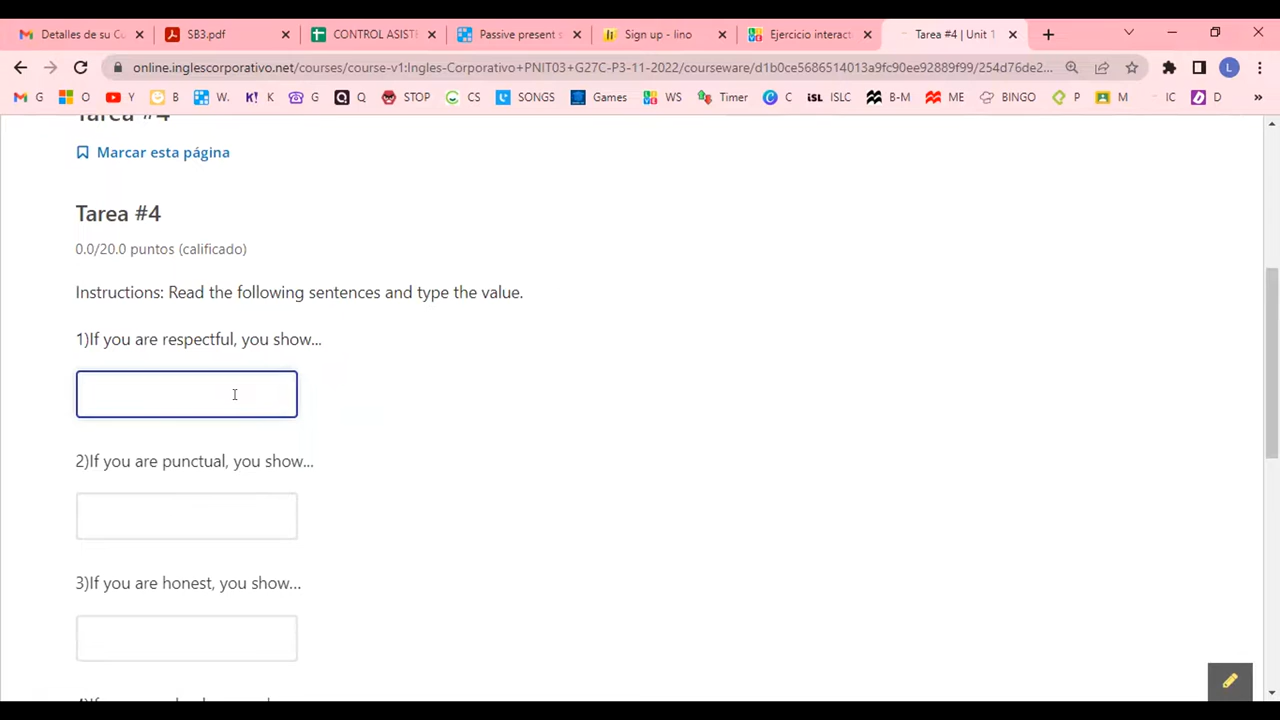 Detalles de su Cu
SB3.pdf
CONTROL ASIST
Passive present s
Sign up - lino
Ejercicio interact
Tarea #4 | Unit 1
online.inglescorporativo.net/courses/course-v1:Ingles-Corporativo+PNIT03+G27C-P3-11-2022/courseware/d1b0ce5686514013a9fc90ee92889f99/254d76de2...
G
O
Y
B
W.
K
G
Q
STOP
CS
SONGS
Games
WS
Timer
C
ISLC
B-M
ME
BINGO
P
M
IC
D
Tarea #4
Marcar esta página
Tarea #4
0.0/20.0 puntos (calificado)
Instructions: Read the following sentences and type the value.
1)If you are respectful, you show...
2)If you are punctual, you show...
3)If you are honest, you show...